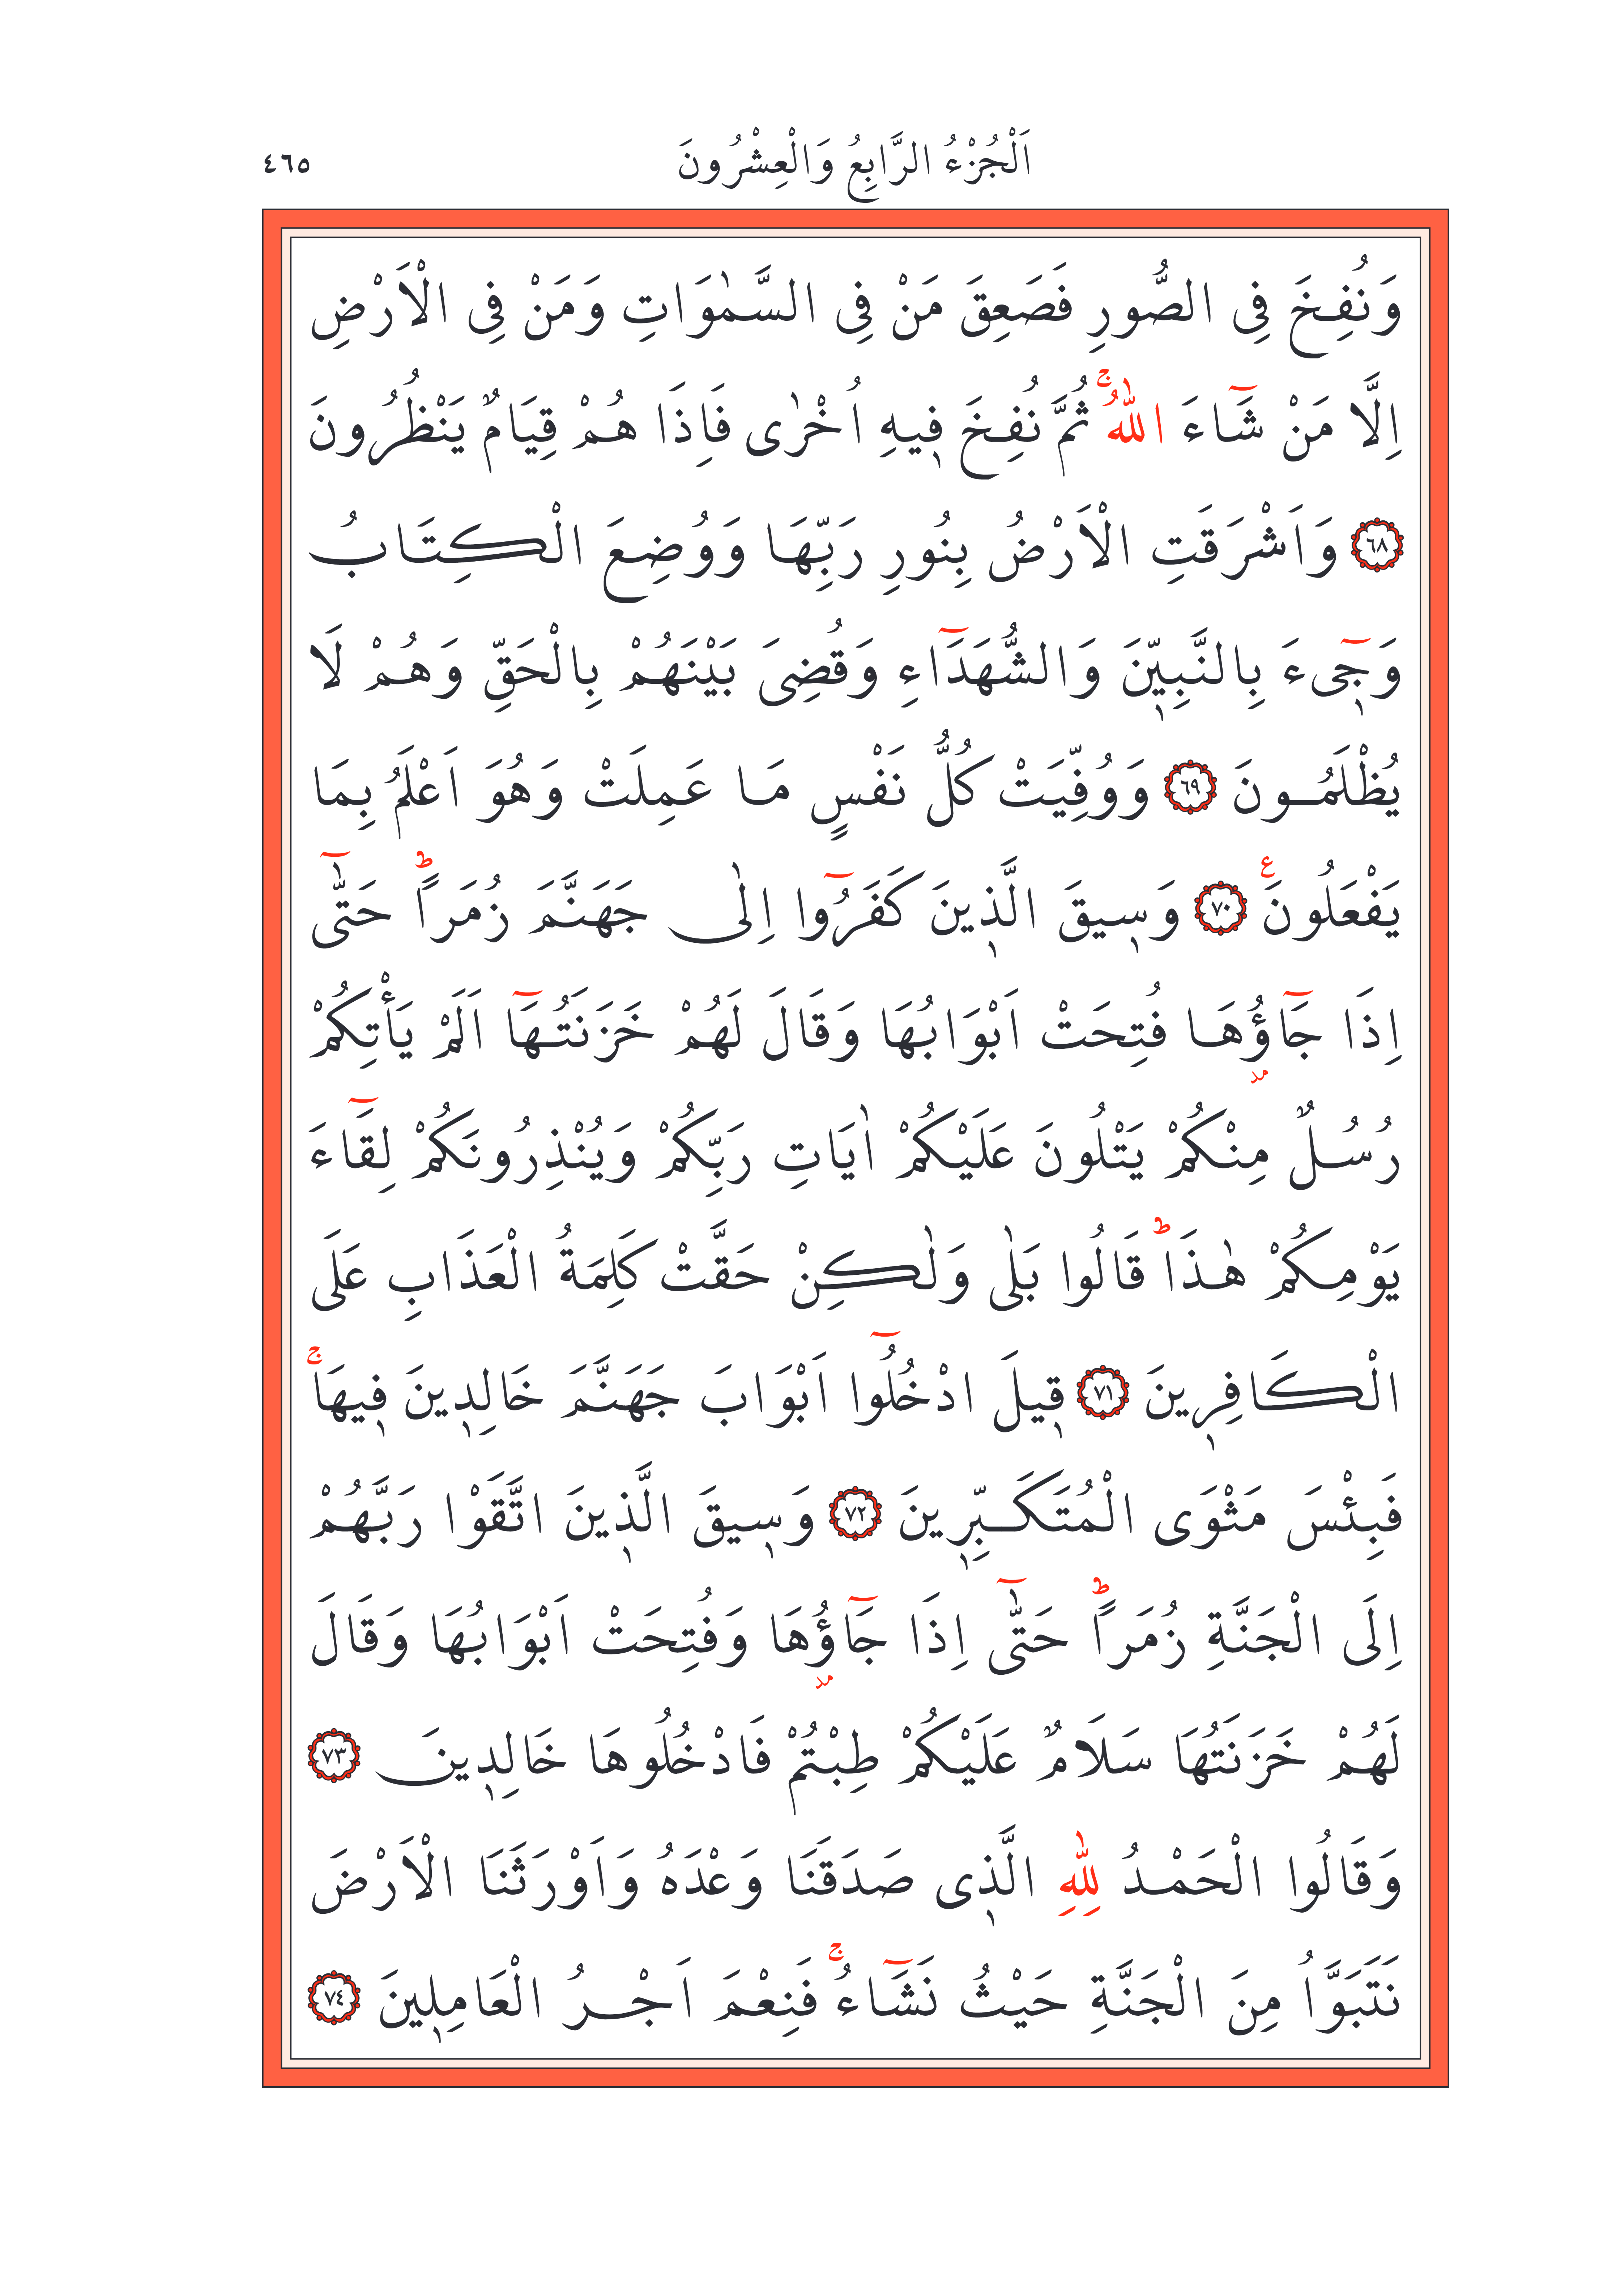 اَلْجُزْءُ الرَّابِعُ وَالْعِشْرُونَ
٤٦٥
وَنُفِخَ فِى الصُّورِ فَصَعِقَ مَنْ فِى السَّمٰوَاتِ وَمَنْ فِى الْاَرْضِ
اِلَّا مَنْ شَٓاءَ اللّٰهُۚ ثُمَّ نُفِخَ ف۪يهِ اُخْرٰى فَاِذَا هُمْ قِيَامٌ يَنْظُرُونَ
﴿٦٨﴾ وَاَشْرَقَتِ الْاَرْضُ بِنُورِ رَبِّهَا وَوُضِعَ الْكِتَابُ
وَج۪ٓىءَ بِالنَّبِيّ۪نَ وَالشُّهَدَٓاءِ وَقُضِىَ بَيْنَهُمْ بِالْحَقِّ وَهُمْ لَا
يُظْلَمُونَ ﴿٦٩﴾ وَوُفِّيَتْ كُلُّ نَفْسٍ مَا عَمِلَتْ وَهُوَ اَعْلَمُ بِمَا
يَفْعَلُونَ۟ ﴿٧٠﴾ وَس۪يقَ الَّذ۪ينَ كَفَرُٓوا اِلٰى جَهَنَّمَ زُمَرًاۜ حَتّٰٓى
اِذَا جَٓاؤُ۫هَا فُتِحَتْ اَبْوَابُهَا وَقَالَ لَهُمْ خَزَنَتُهَٓا اَلَمْ يَأْتِكُمْ
رُسُلٌ مِنْكُمْ يَتْلُونَ عَلَيْكُمْ اٰيَاتِ رَبِّكُمْ وَيُنْذِرُونَكُمْ لِقَٓاءَ
يَوْمِكُمْ هٰذَاۜ قَالُوا بَلٰى وَلٰكِنْ حَقَّتْ كَلِمَةُ الْعَذَابِ عَلَى
الْكَافِر۪ينَ ﴿٧١﴾ ق۪يلَ ادْخُلُٓوا اَبْوَابَ جَهَنَّمَ خَالِد۪ينَ ف۪يهَاۚ
فَبِئْسَ مَثْوَى الْمُتَكَبِّر۪ينَ ﴿٧٢﴾ وَس۪يقَ الَّذ۪ينَ اتَّقَوْا رَبَّهُمْ
اِلَى الْجَنَّةِ زُمَرًاۜ حَتّٰٓى اِذَا جَٓاؤُ۫هَا وَفُتِحَتْ اَبْوَابُهَا وَقَالَ
لَهُمْ خَزَنَتُهَا سَلَامٌ عَلَيْكُمْ طِبْتُمْ فَادْخُلُوهَا خَالِد۪ينَ ﴿٧٣﴾
وَقَالُوا الْحَمْدُ لِلّٰهِ الَّذ۪ى صَدَقَنَا وَعْدَهُ وَاَوْرَثَنَا الْاَرْضَ
نَتَبَوَّاُ مِنَ الْجَنَّةِ حَيْثُ نَشَٓاءُۚ فَنِعْمَ اَجْرُ الْعَامِل۪ينَ ﴿٧٤﴾